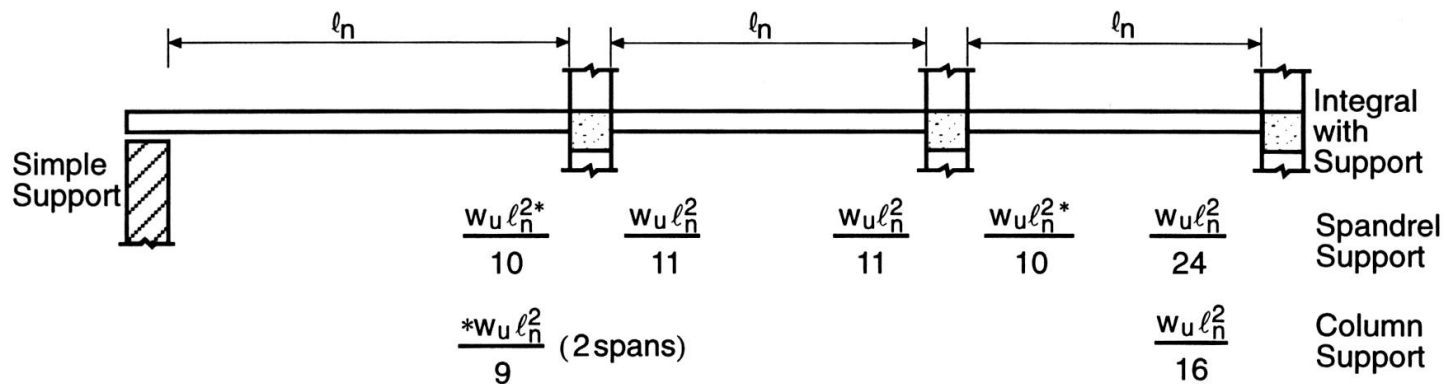 ℓn ℓn ℓn
Simple
Support
Integral
with
Support
wuℓn²* / 10 wuℓn² / 11 wuℓn² / 11 wuℓn²* / 10 wuℓn² / 24
Spandrel
Support
*wuℓn² / 9 (2 spans) wuℓn² / 16
Column
Support